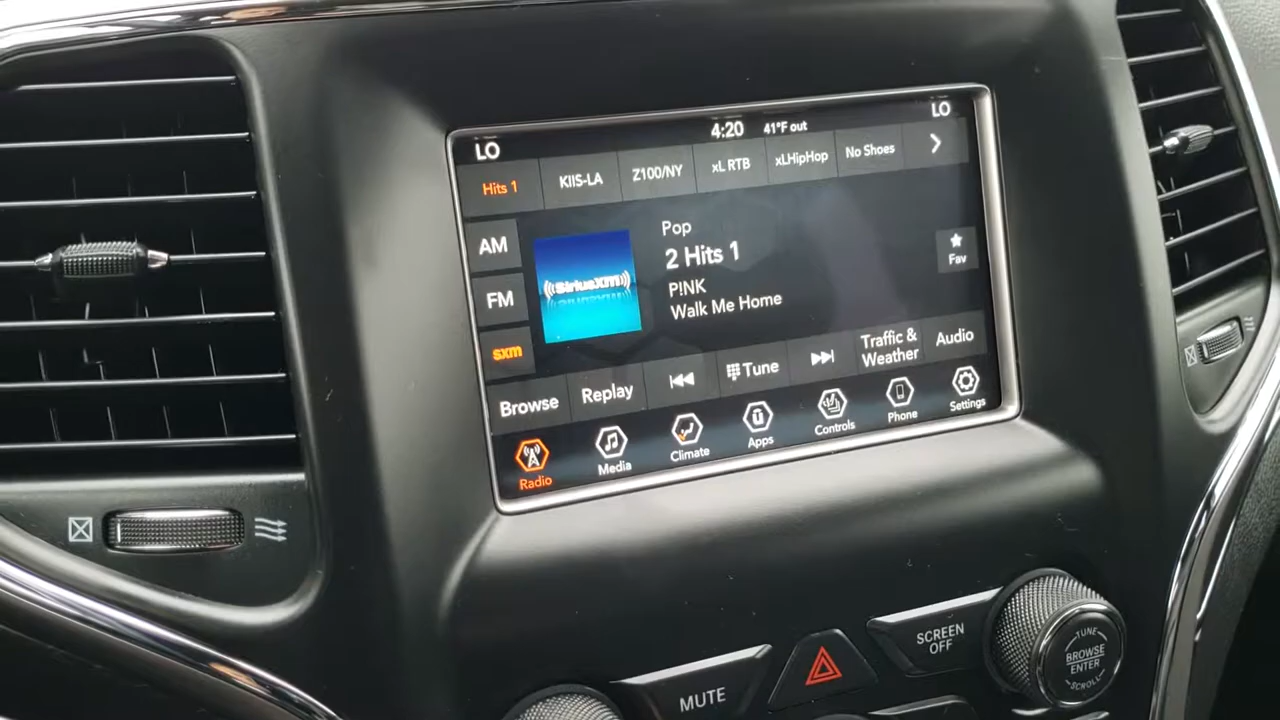 LO 4:20 41°F out LO
Hits 1 KIIS-LA Z100/NY xL RTB xLHipHop No Shoes
AM
FM
sxm
SiriusXM
Pop
2 Hits 1
P!NK
Walk Me Home
Fav
Browse Replay Tune Traffic & Weather Audio
Radio Media Climate Apps Controls Phone Settings
MUTE
SCREEN
OFF
TUNE
BROWSE
ENTER
SCROLL